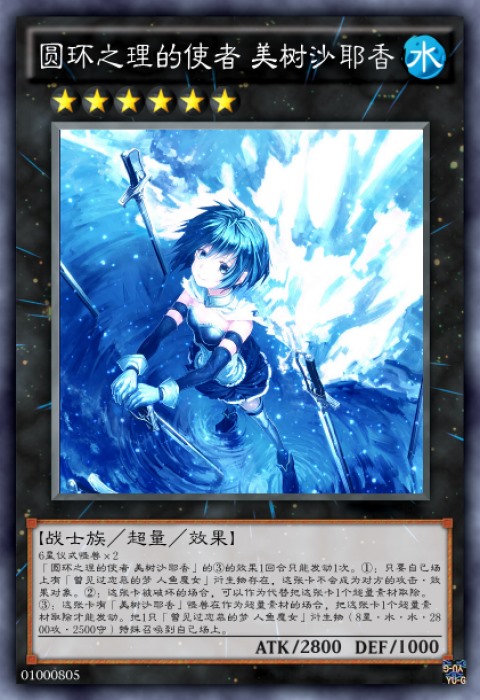 圆环之理的使者 美树沙耶香 水
【战士族／超量／效果】
6星仪式怪兽×2
「圆环之理的使者 美树沙耶香」的③的效果1回合只能发动1次。①：只要自己场
上有「曾见过恋慕的梦 人鱼魔女」衍生物存在，这张卡不会成为对方的攻击·效
果对象。②：这张卡被破坏的场合，可以作为代替把这张卡1个超量素材取除。
③：这张卡有「美树沙耶香」怪兽在作为超量素材的场合，把这张卡1个超量素
材取除才能发动。把1只「曾见过恋慕的梦 人鱼魔女」衍生物（8星·水·水·28
00攻·2500守）特殊召唤到自己场上。
ATK/2800 DEF/1000
01000805